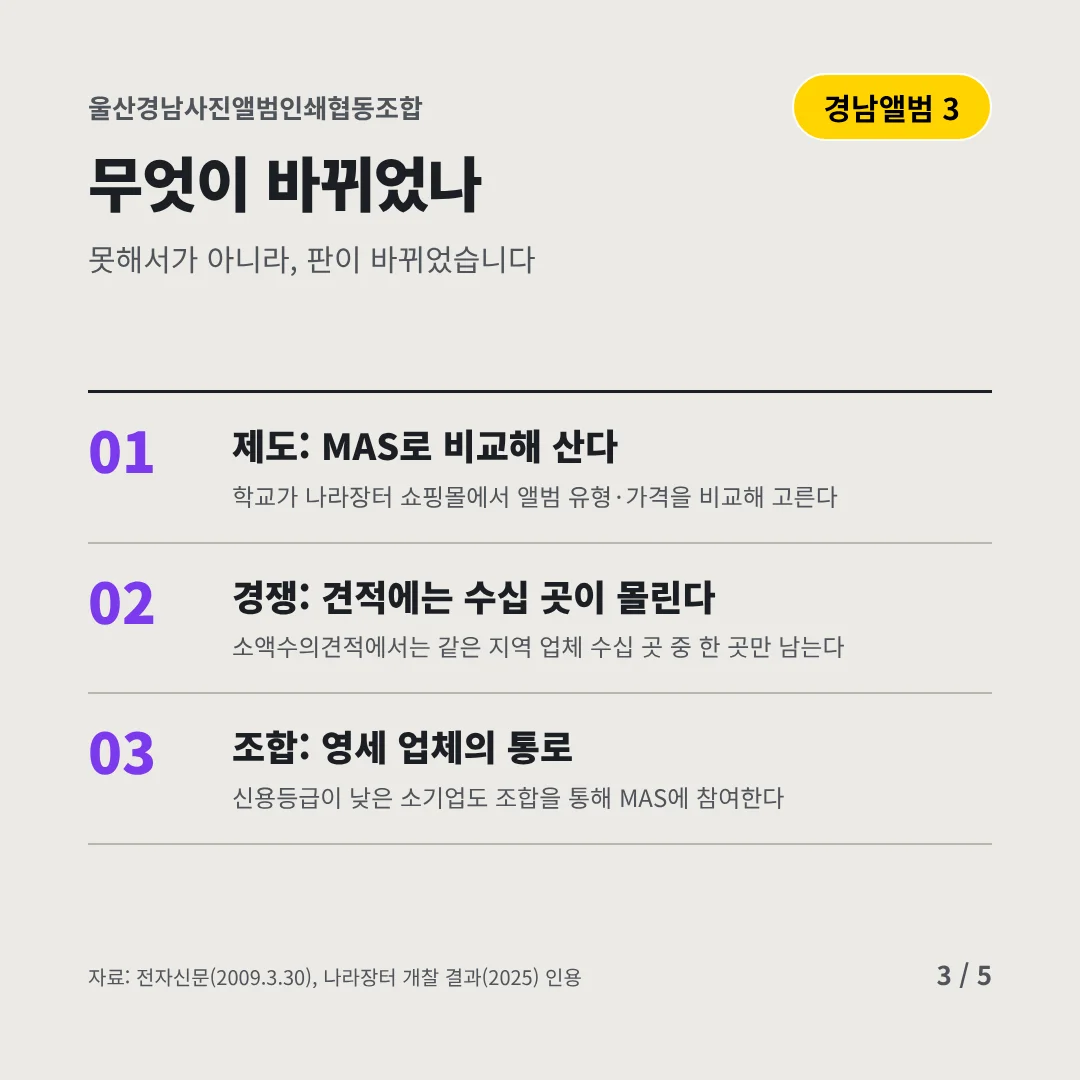 울산경남사진앨범인쇄협동조합
경남앨범 3
무엇이 바뀌었나
못해서가 아니라, 판이 바뀌었습니다
01
제도: MAS로 비교해 산다
학교가 나라장터 쇼핑몰에서 앨범 유형·가격을 비교해 고른다
02
경쟁: 견적에는 수십 곳이 몰린다
소액수의견적에서는 같은 지역 업체 수십 곳 중 한 곳만 남는다
03
조합: 영세 업체의 통로
신용등급이 낮은 소기업도 조합을 통해 MAS에 참여한다
자료: 전자신문(2009.3.30), 나라장터 개찰 결과(2025) 인용
3 / 5